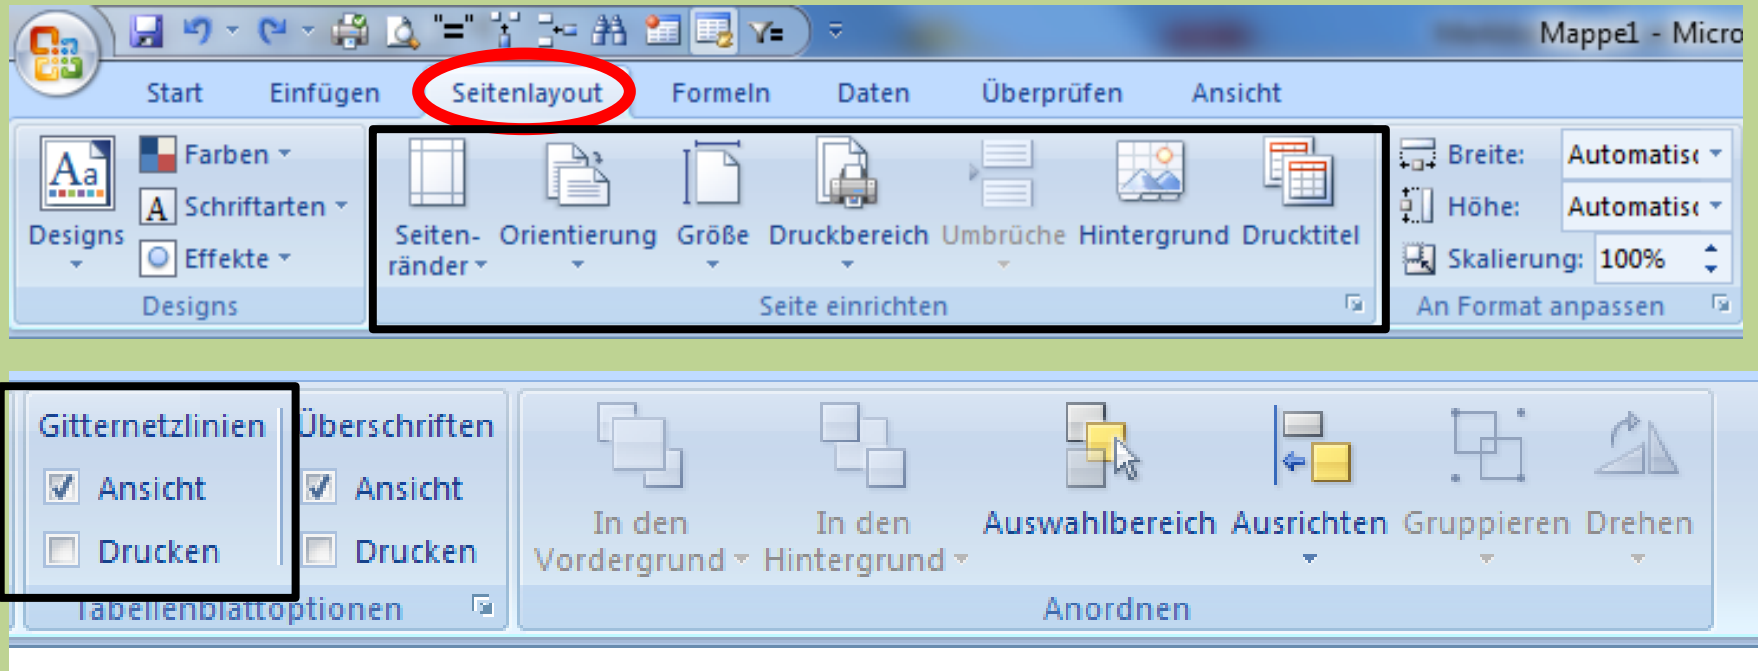 "="
Y=
Mappe1 - Micro
Start Einfügen Seitenlayout Formeln Daten Überprüfen Ansicht
Aa Designs
Farben
A Schriftarten
Effekte
Designs
Seiten-
ränder
Orientierung Größe Druckbereich Umbrüche Hintergrund Drucktitel
Seite einrichten
Breite: Automatisc
Höhe: Automatisc
Skalierung: 100%
An Format anpassen
Gitternetzlinien
Ansicht
Drucken
Überschriften
Ansicht
Drucken
Tabellenblattoptionen
In den
Vordergrund
In den
Hintergrund
Auswahlbereich Ausrichten Gruppieren Drehen
Anordnen